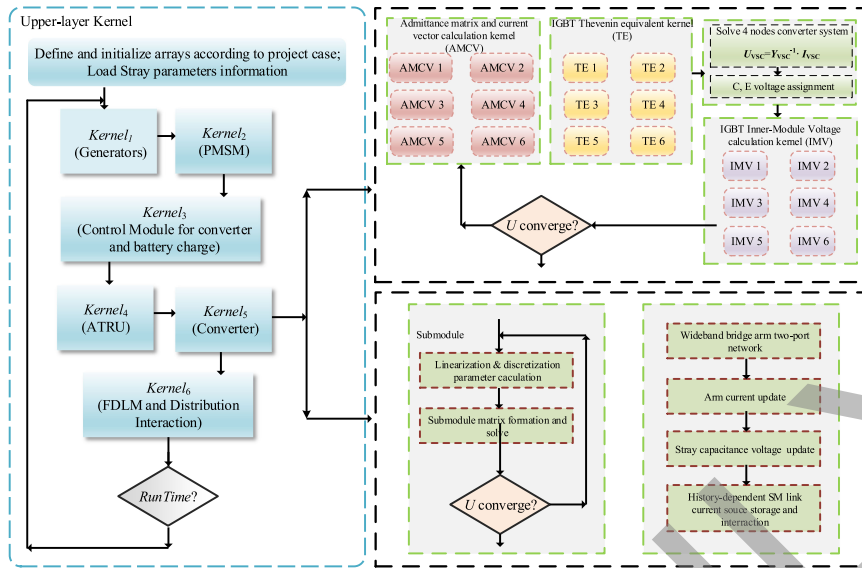 Upper-layer Kernel
Define and initialize arrays according to project case;
Load Stray parameters information
Kernel1
(Generators)
Kernel2
(PMSM)
Kernel3
(Control Module for converter
and battery charge)
Kernel4
(ATRU)
Kernel5
(Converter)
Kernel6
(FDLM and Distribution
Interaction)
RunTime?
Admittance matrix and current
vector calculation kernel
(AMCV)
AMCV 1
AMCV 2
AMCV 3
AMCV 4
AMCV 5
AMCV 6
IGBT Thevenin equivalent kernel
(TE)
TE 1
TE 2
TE 3
TE 4
TE 5
TE 6
Solve 4 nodes converter system
UVSC=YVSC-1· IVSC
C, E voltage assignment
IGBT Inner-Module Voltage
calculation kernel (IMV)
IMV 1
IMV 2
IMV 3
IMV 4
IMV 5
IMV 6
U converge?
Submodule
Linearization & discretization
parameter caculation
Submodule matrix formation and
solve
U converge?
Wideband bridge arm two-port
network
Arm current update
Stray capacitance voltage update
History-dependent SM link
current souce storage and
interraction